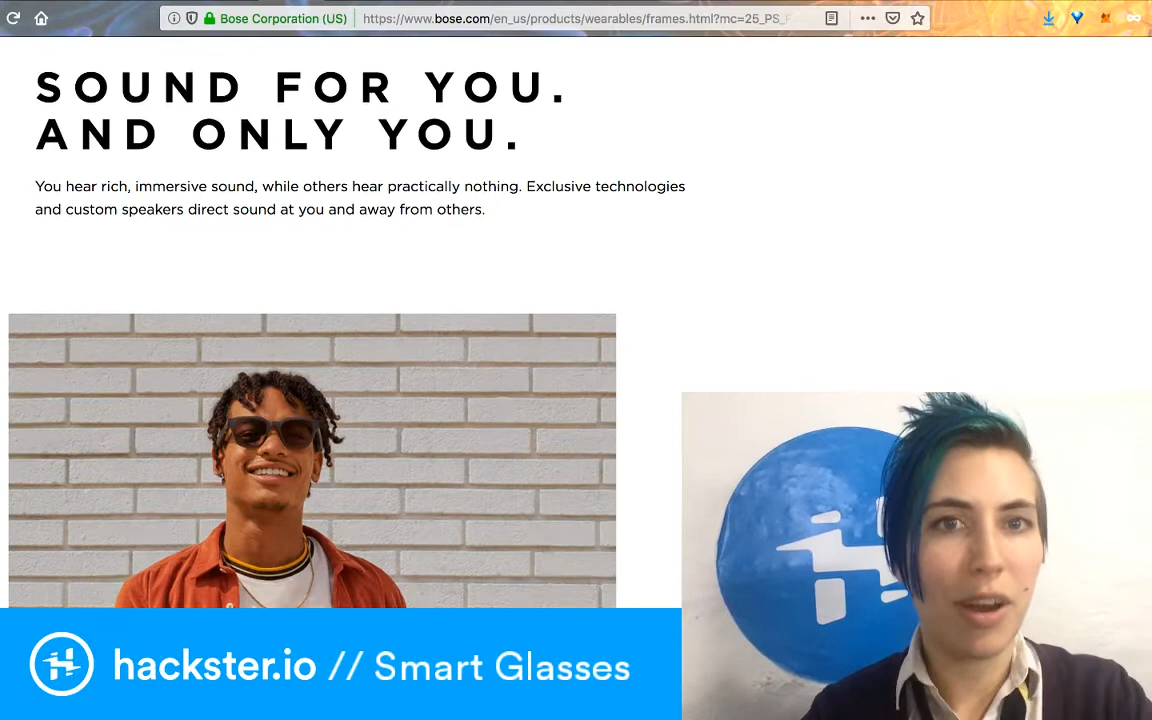 Bose Corporation (US) https://www.bose.com/en_us/products/wearables/frames.html?mc=25_PS_F
SOUND FOR YOU.
AND ONLY YOU.
You hear rich, immersive sound, while others hear practically nothing. Exclusive technologies
and custom speakers direct sound at you and away from others.
hackster.io // Smart Glasses